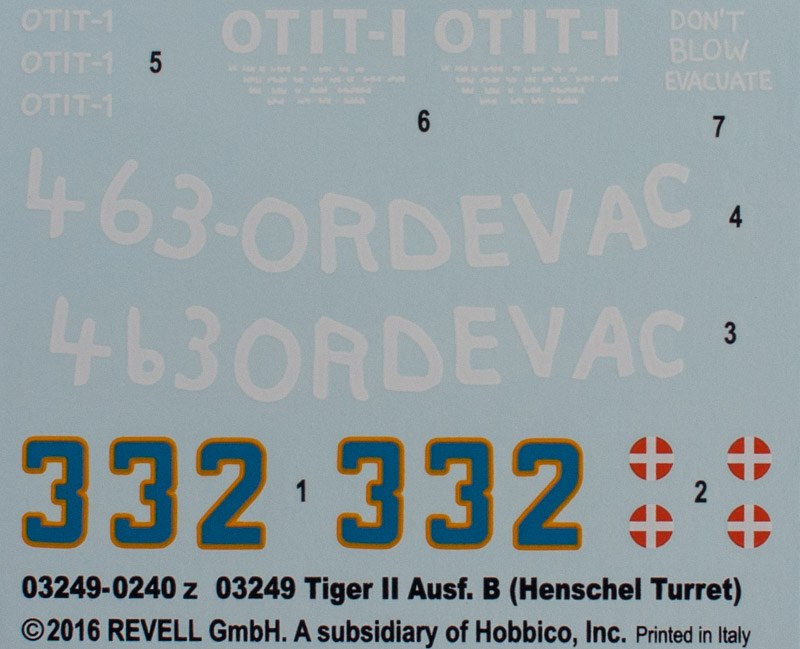 OTIT-1
OTIT-1
OTIT-1
5
OTIT-1
OTIT-1
6
DON'T
BLOW
EVACUATE
7
463-ORDEVAC
4
463ORDEVAC
3
332
1
332
2
03249-0240 z 03249 Tiger II Ausf. B (Henschel Turret)
©2016 REVELL GmbH. A subsidiary of Hobbico, Inc. Printed in Italy